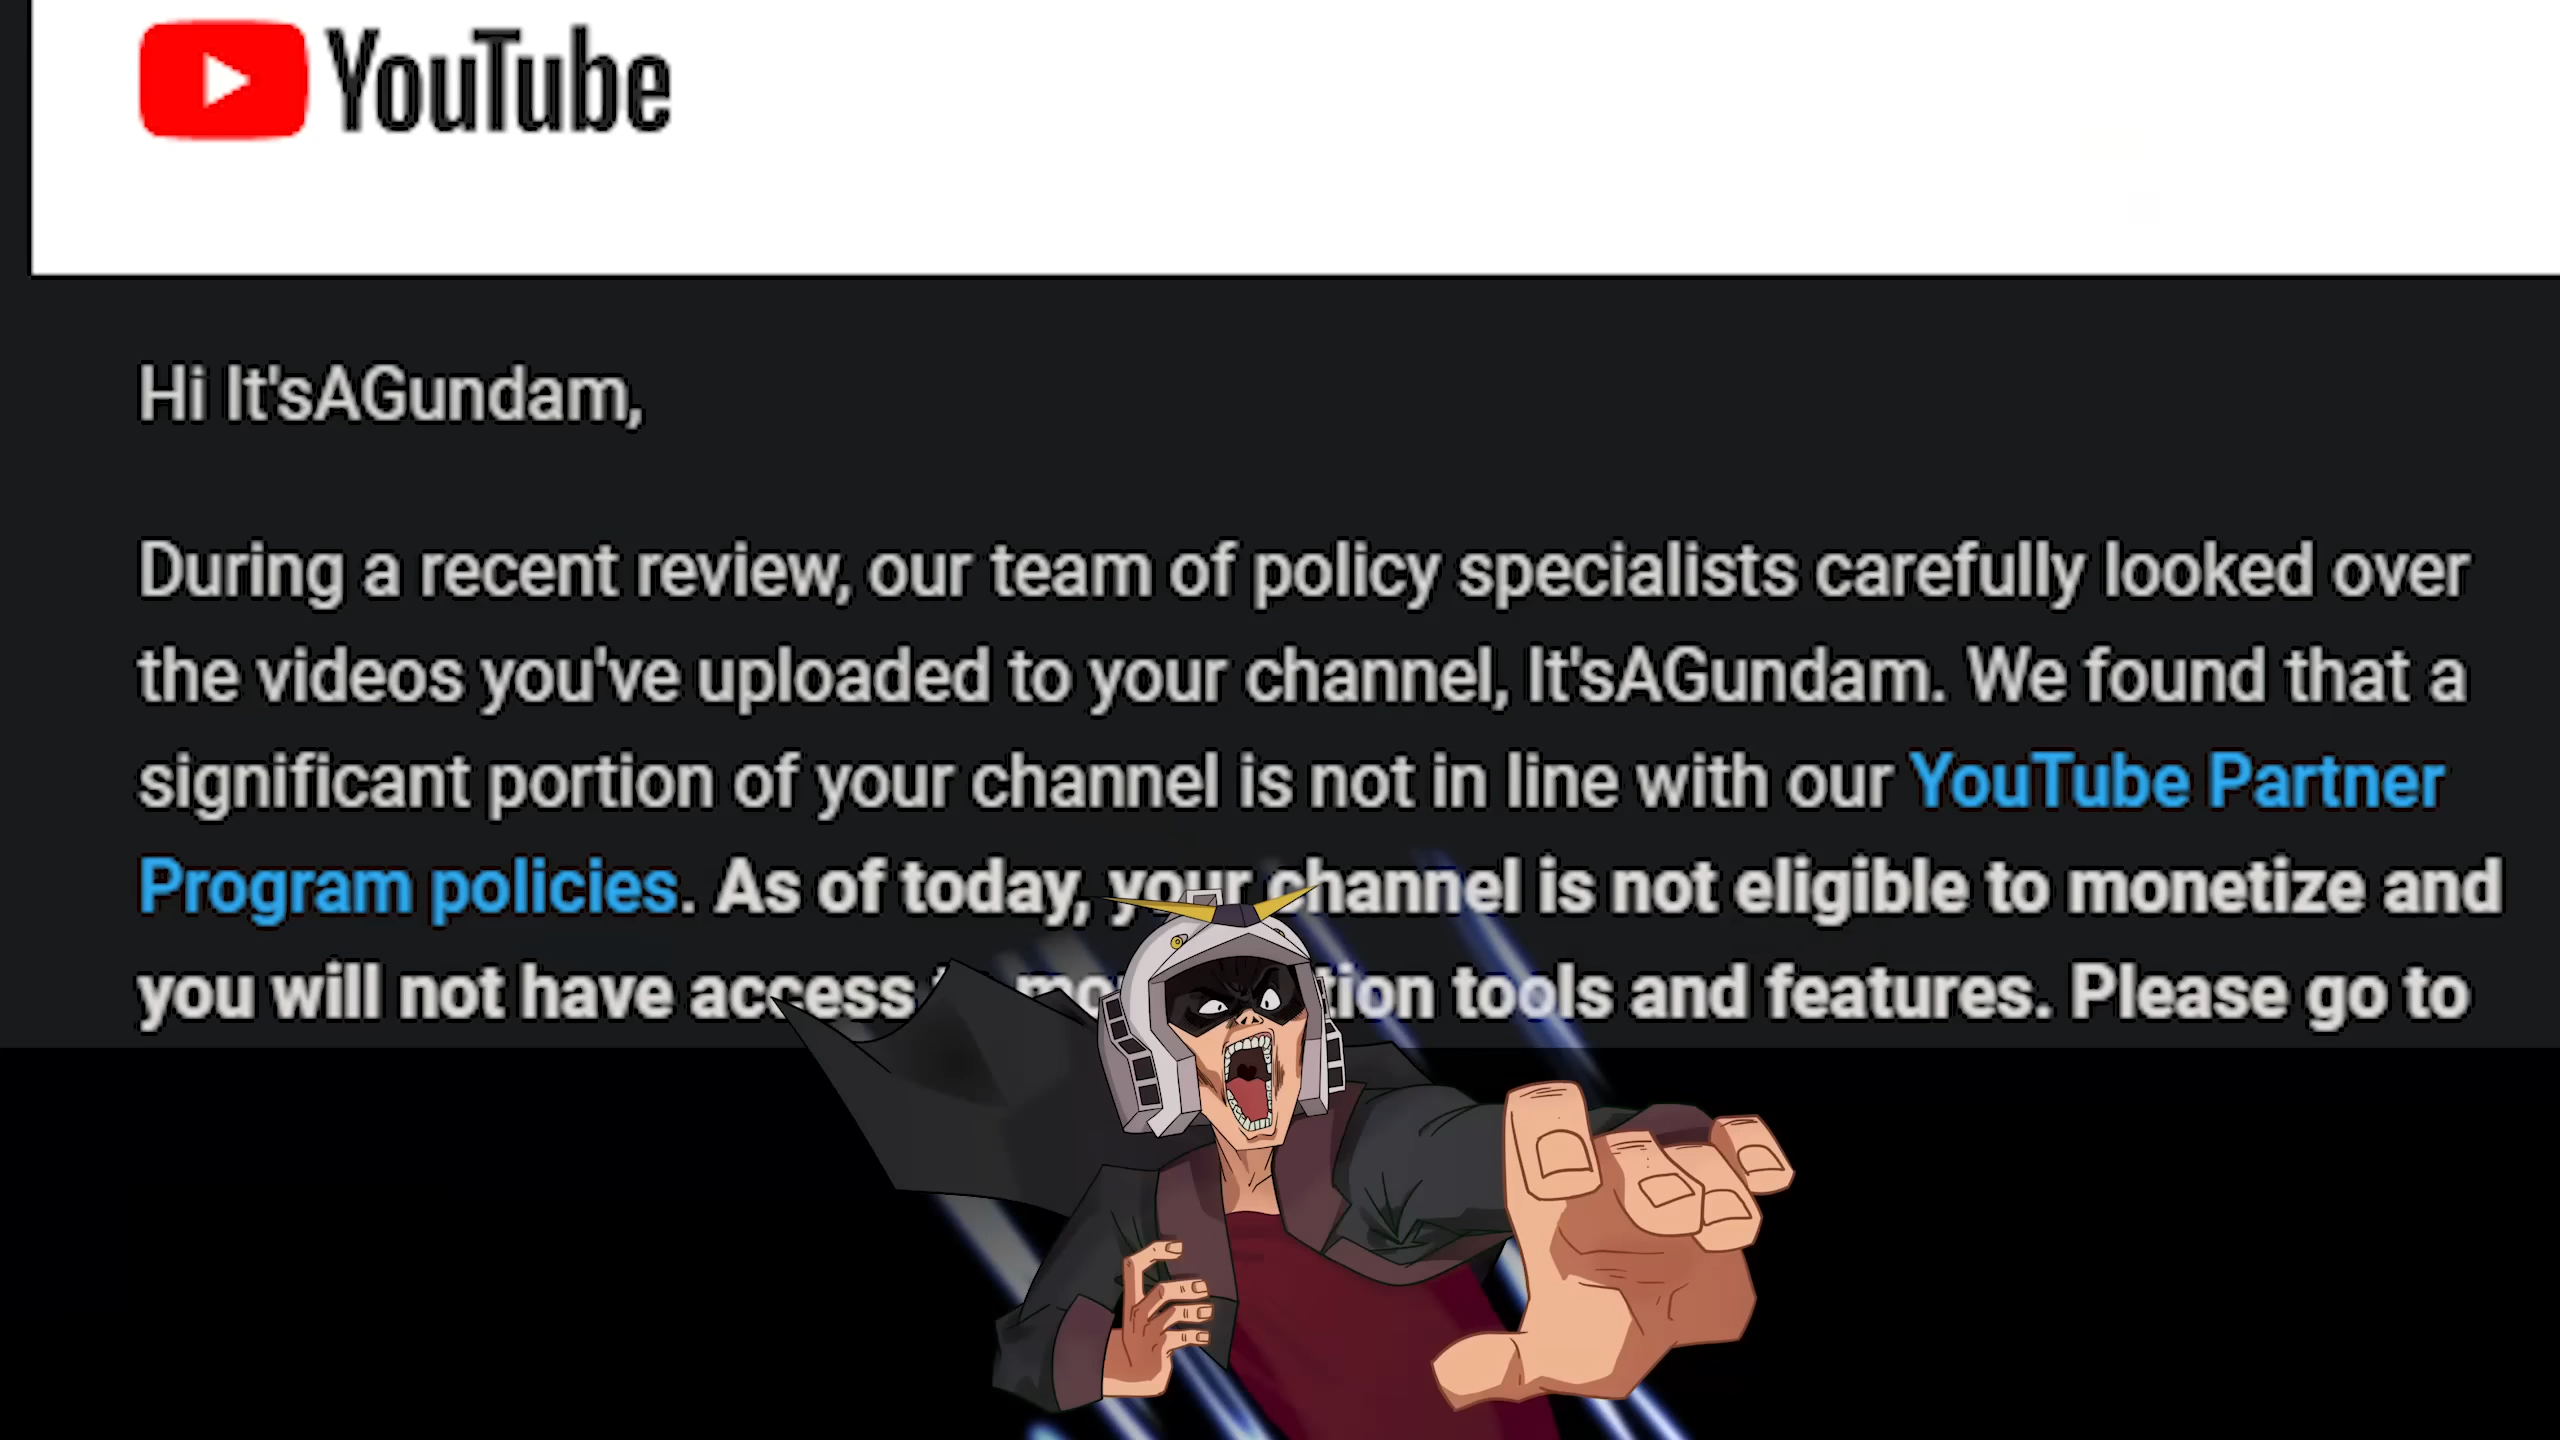 YouTube
Hi It'sAGundam,
During a recent review, our team of policy specialists carefully looked over
the videos you've uploaded to your channel, It'sAGundam. We found that a
significant portion of your channel is not in line with our YouTube Partner
Program policies. As of today, your channel is not eligible to monetize and
you will not have access tools and features. Please go to